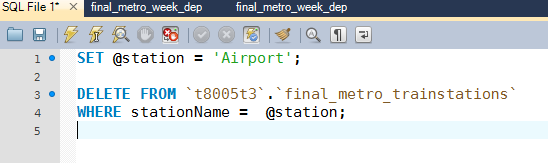 SQL File 1* final_metro_week_dep final_metro_week_dep
1 SET @station = 'Airport';
2
3 DELETE FROM `t8005t3`.`final_metro_trainstations`
4 WHERE stationName =  @station;
5